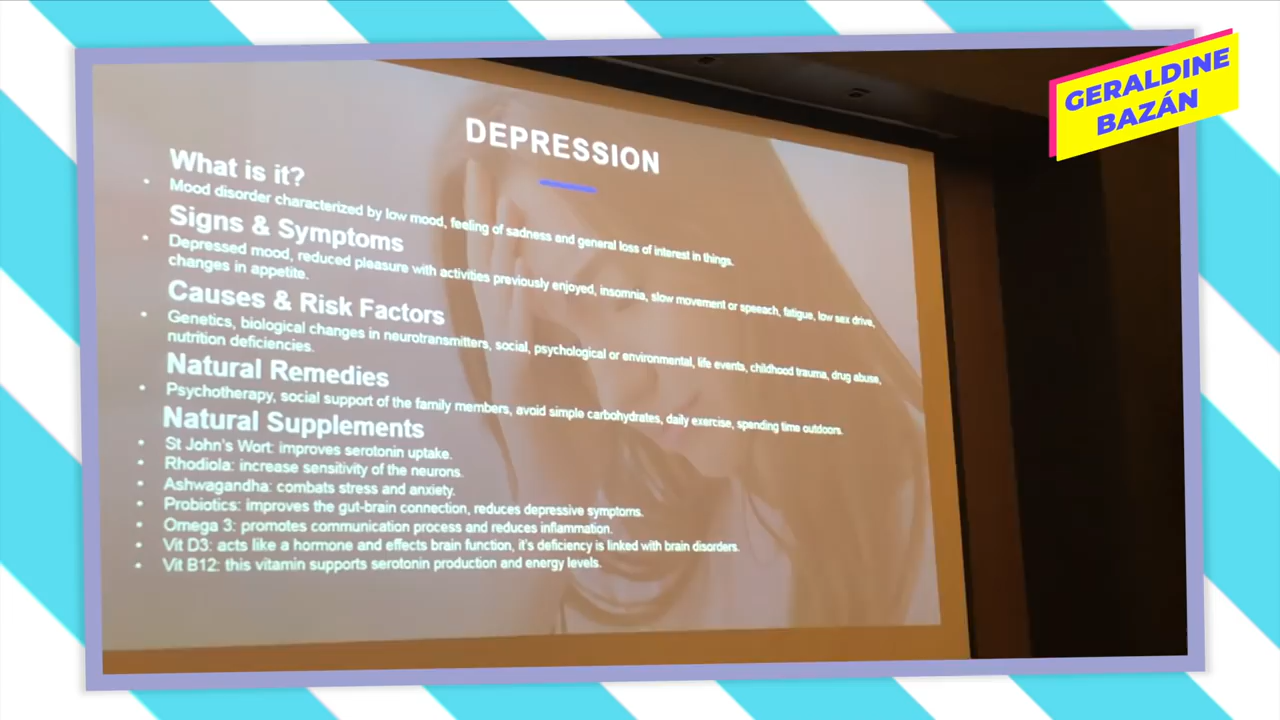 GERALDINE
BAZÁN
DEPRESSION
What is it?
• Mood disorder characterized by low mood, feeling of sadness and general loss of interest in things.
Signs & Symptoms
• Depressed mood, reduced pleasure with activities previously enjoyed, insomnia, slow movement or speech, fatigue, low sex drive,
changes in appetite.
Causes & Risk Factors
• Genetics, biological changes in neurotransmitters, social, psychological or environmental, life events, childhood trauma, drug abuse,
nutrition deficiencies.
Natural Remedies
• Psychotherapy, social support of the family members, avoid simple carbohydrates, daily exercise, spending time outdoors.
Natural Supplements
• St John's Wort: improves serotonin uptake.
• Rhodiola: increase sensitivity of the neurons.
• Ashwagandha: combats stress and anxiety.
• Probiotics: improves the gut-brain connection, reduces depressive symptoms.
• Omega 3: promotes communication process and reduces inflammation.
• Vit D3: acts like a hormone and effects brain function, it's deficiency is linked with brain disorders.
• Vit B12: this vitamin supports serotonin production and energy levels.